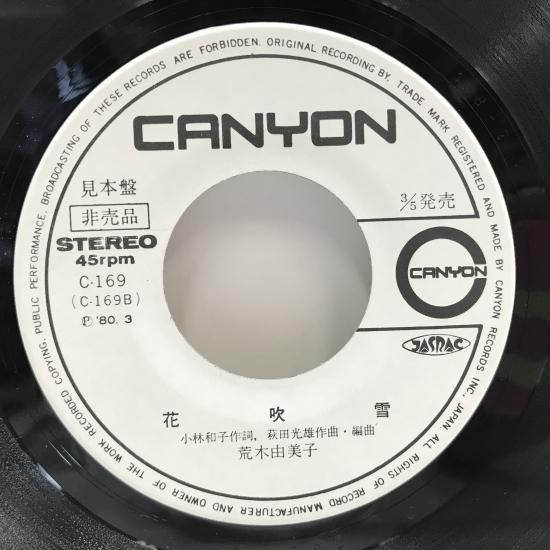 PUBLIC PERFORMANCE, BROADCASTING OF THESE RECORDS ARE FORBIDDEN. ORIGINAL RECORDING BY. TRADE MARK REGISTERED AND MADE BY CANYON RECORDS INC., JAPAN. ALL RIGHTS OF RECORD MANUFACTURER AND OWNER OF THE WORK RECORDED COPYING.
CANYON
見本盤
非売品
3/5発売
STEREO
45rpm
C-169
(C-169B)
℗ '80. 3
CANYON
JASRAC
花吹雪
小林和子作詞, 萩田光雄作曲・編曲
荒木由美子